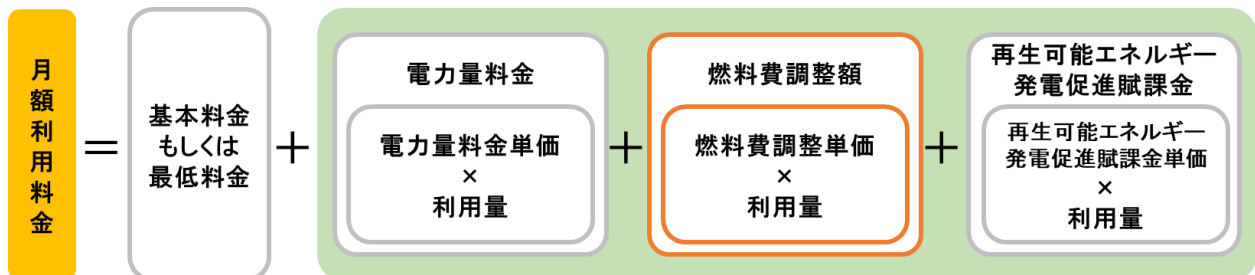 月額利用料金
=
基本料金
もしくは
最低料金
+
電力量料金
電力量料金単価
×
利用量
+
燃料費調整額
燃料費調整単価
×
利用量
+
再生可能エネルギー
発電促進賦課金
再生可能エネルギー
発電促進賦課金単価
×
利用量